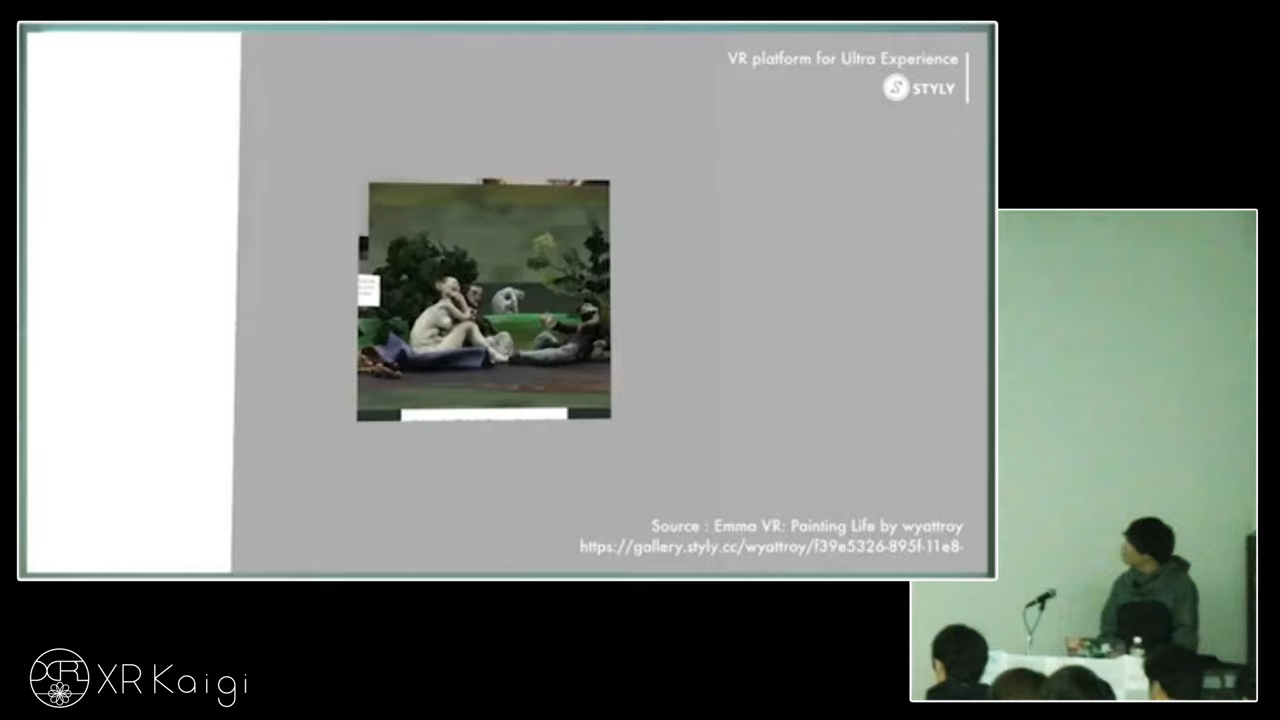 VR platform for Ultra Experience
STYLY
Source : Emma VR: Painting Life by wyattroy
https://gallery.styly.cc/wyattroy/f39e5326-895f-11e8-
XR Kaigi